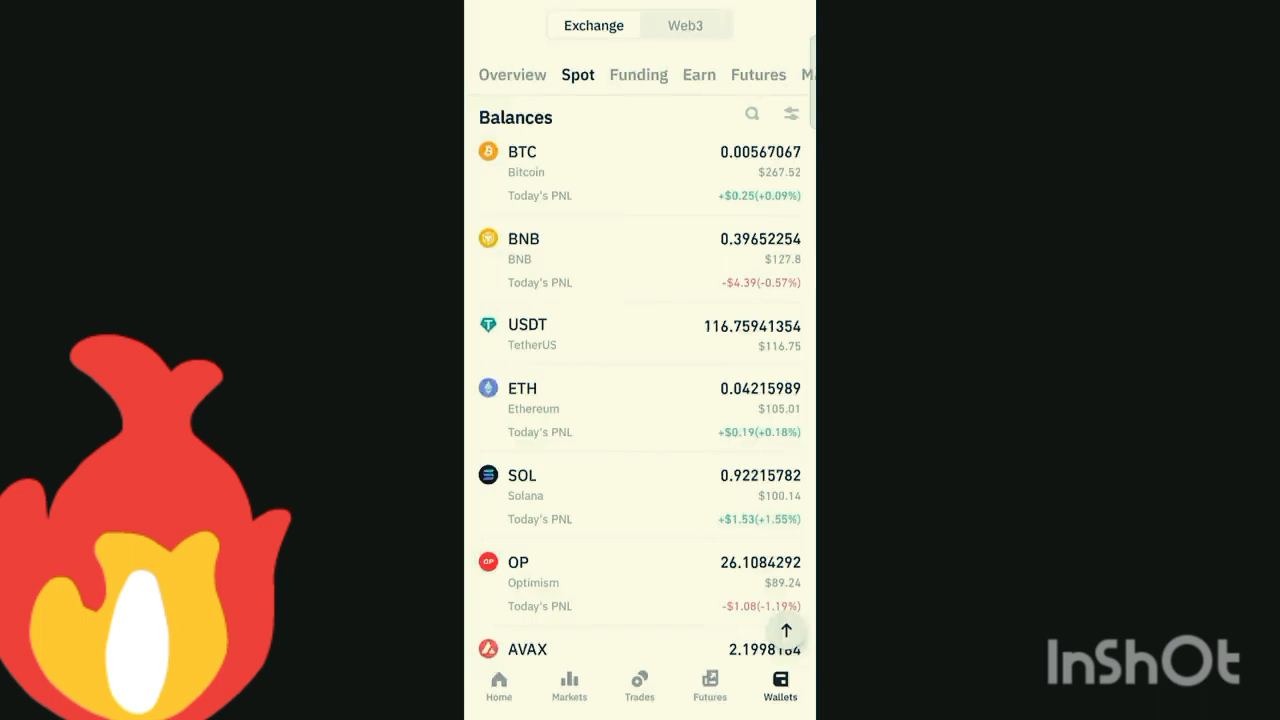 Exchange Web3
Overview Spot Funding Earn Futures
Balances
BTC 0.00567067
Bitcoin $267.52
Today's PNL +$0.25(+0.09%)
BNB 0.39652254
BNB $127.8
Today's PNL -$4.39(-0.57%)
USDT 116.75941354
TetherUS $116.75
ETH 0.04215989
Ethereum $105.01
Today's PNL +$0.19(+0.18%)
SOL 0.92215782
Solana $100.14
Today's PNL +$1.53(+1.55%)
OP OP 26.1084292
Optimism $89.24
Today's PNL -$1.08(-1.19%)
AVAX
Home Markets Trades Futures Wallets
InShOt